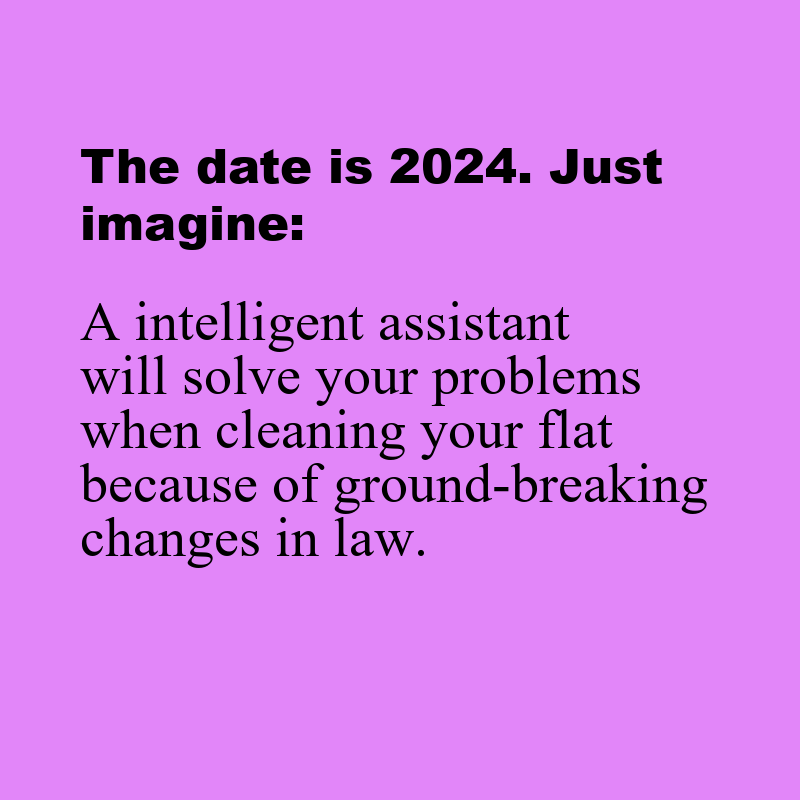 The date is 2024. Just
imagine:
A intelligent assistant
will solve your problems
when cleaning your flat
because of ground-breaking
changes in law.